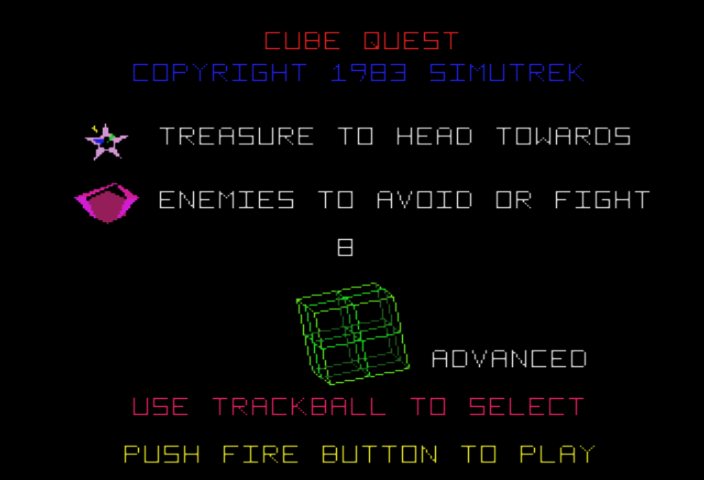 CUBE QUEST
COPYRIGHT 1983 SIMUTREK
TREASURE TO HEAD TOWARDS
ENEMIES TO AVOID OR FIGHT
8
ADVANCED
USE TRACKBALL TO SELECT
PUSH FIRE BUTTON TO PLAY